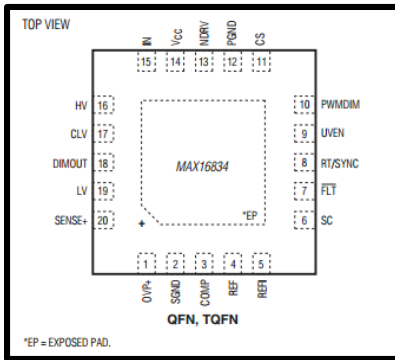 TOP VIEW
IN
VCC
NDRV
PGND
CS
15 14 13 12 11
HV 16
10 PWMDIM
CLV 17
9 UVEN
DIMOUT 18
MAX16834
8 RT/SYNC
LV 19
7 FLT
*EP
SENSE+ 20
6 SC
+
1 2 3 4 5
OVP+
SGND
COMP
REF
REFI
QFN, TQFN
*EP = EXPOSED PAD.